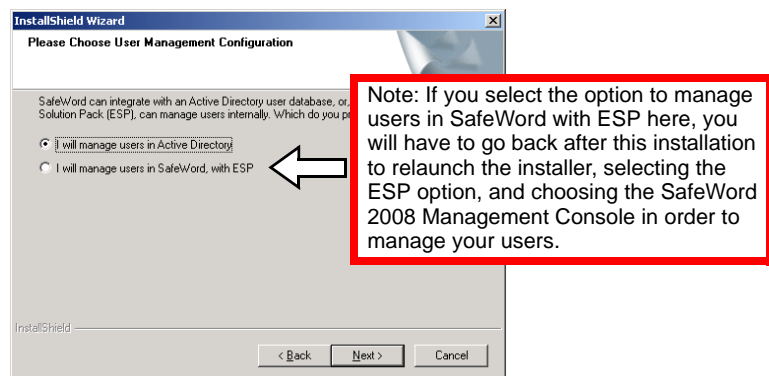 InstallShield Wizard
Please Choose User Management Configuration
SafeWord can integrate with an Active Directory user database, or,
Solution Pack (ESP), can manage users internally. Which do you
I will manage users in Active Directory
I will manage users in SafeWord, with ESP
Note: If you select the option to manage
users in SafeWord with ESP here, you
will have to go back after this installation
to relaunch the installer, selecting the
ESP option, and choosing the SafeWord
2008 Management Console in order to
manage your users.
InstallShield
< Back
Next >
Cancel